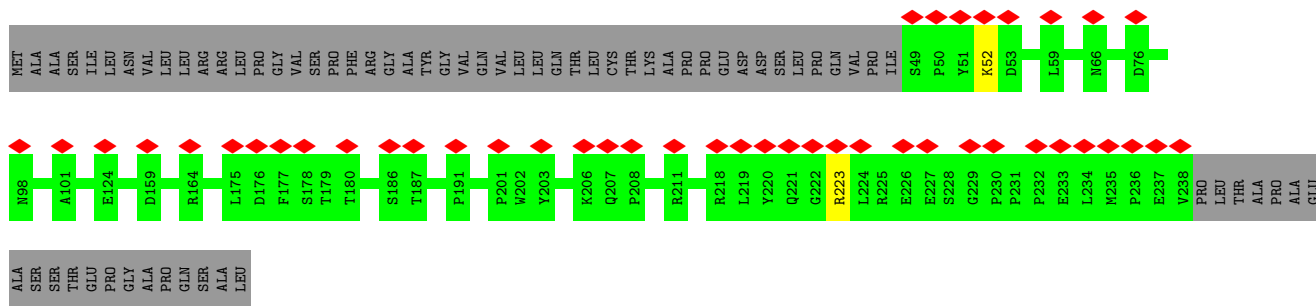 MET ALA ALA SER ILE LEU ASN VAL LEU LEU ARG ARG LEU PRO GLY VAL SER PRO PHE ARG GLY ALA TYR GLY VAL GLN VAL LEU LEU GLN THR LEU CYS THR LYS ALA PRO PRO GLU ASP ASP SER LEU PRO GLN VAL PRO ILE S49 P50 Y51 K52 D53 L59 N66 D76
N98 A101 E124 D159 R164 L175 D176 F177 S178 T179 T180 S186 T187 P191 P201 W202 Y203 K206 Q207 P208 R211 R218 L219 Y220 Q221 G222 R223 L224 R225 E226 E227 S228 G229 P230 P231 P232 E233 L234 M235 P236 E237 V238 PRO LEU THR ALA PRO ALA GLU
ALA SER SER THR GLU PRO GLY ALA PRO GLN SER ALA LEU